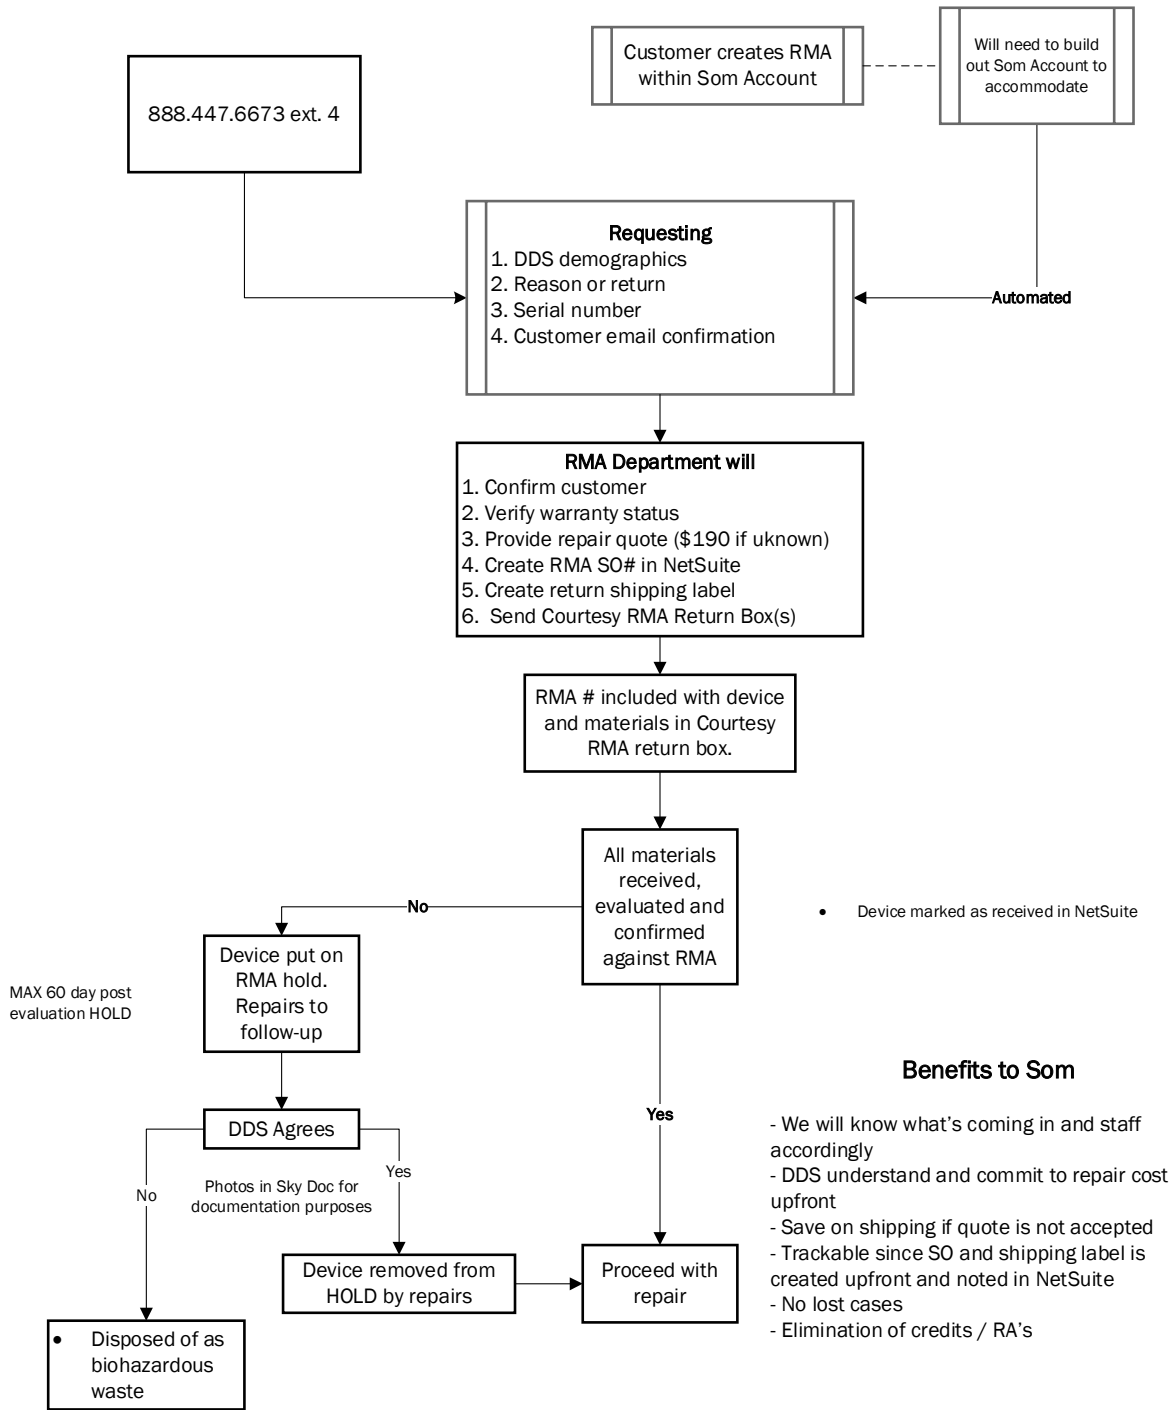 Customer creates RMA
within Som Account
Will need to build
out Som Account to
accommodate
888.447.6673 ext. 4
Requesting
1. DDS demographics
2. Reason or return
3. Serial number
4. Customer email confirmation
Automated
RMA Department will
1. Confirm customer
2. Verify warranty status
3. Provide repair quote ($190 if uknown)
4. Create RMA SO# in NetSuite
5. Create return shipping label
6. Send Courtesy RMA Return Box(s)
RMA # included with device
and materials in Courtesy
RMA return box.
All materials
received,
evaluated and
confirmed
against RMA
No
• Device marked as received in NetSuite
Device put on
RMA hold.
Repairs to
follow-up
MAX 60 day post
evaluation HOLD
Yes
DDS Agrees
No
Yes
Photos in Sky Doc for
documentation purposes
Device removed from
HOLD by repairs
Proceed with
repair
• Disposed of as
biohazardous
waste
Benefits to Som
- We will know what’s coming in and staff
accordingly
- DDS understand and commit to repair cost
upfront
- Save on shipping if quote is not accepted
- Trackable since SO and shipping label is
created upfront and noted in NetSuite
- No lost cases
- Elimination of credits / RA’s